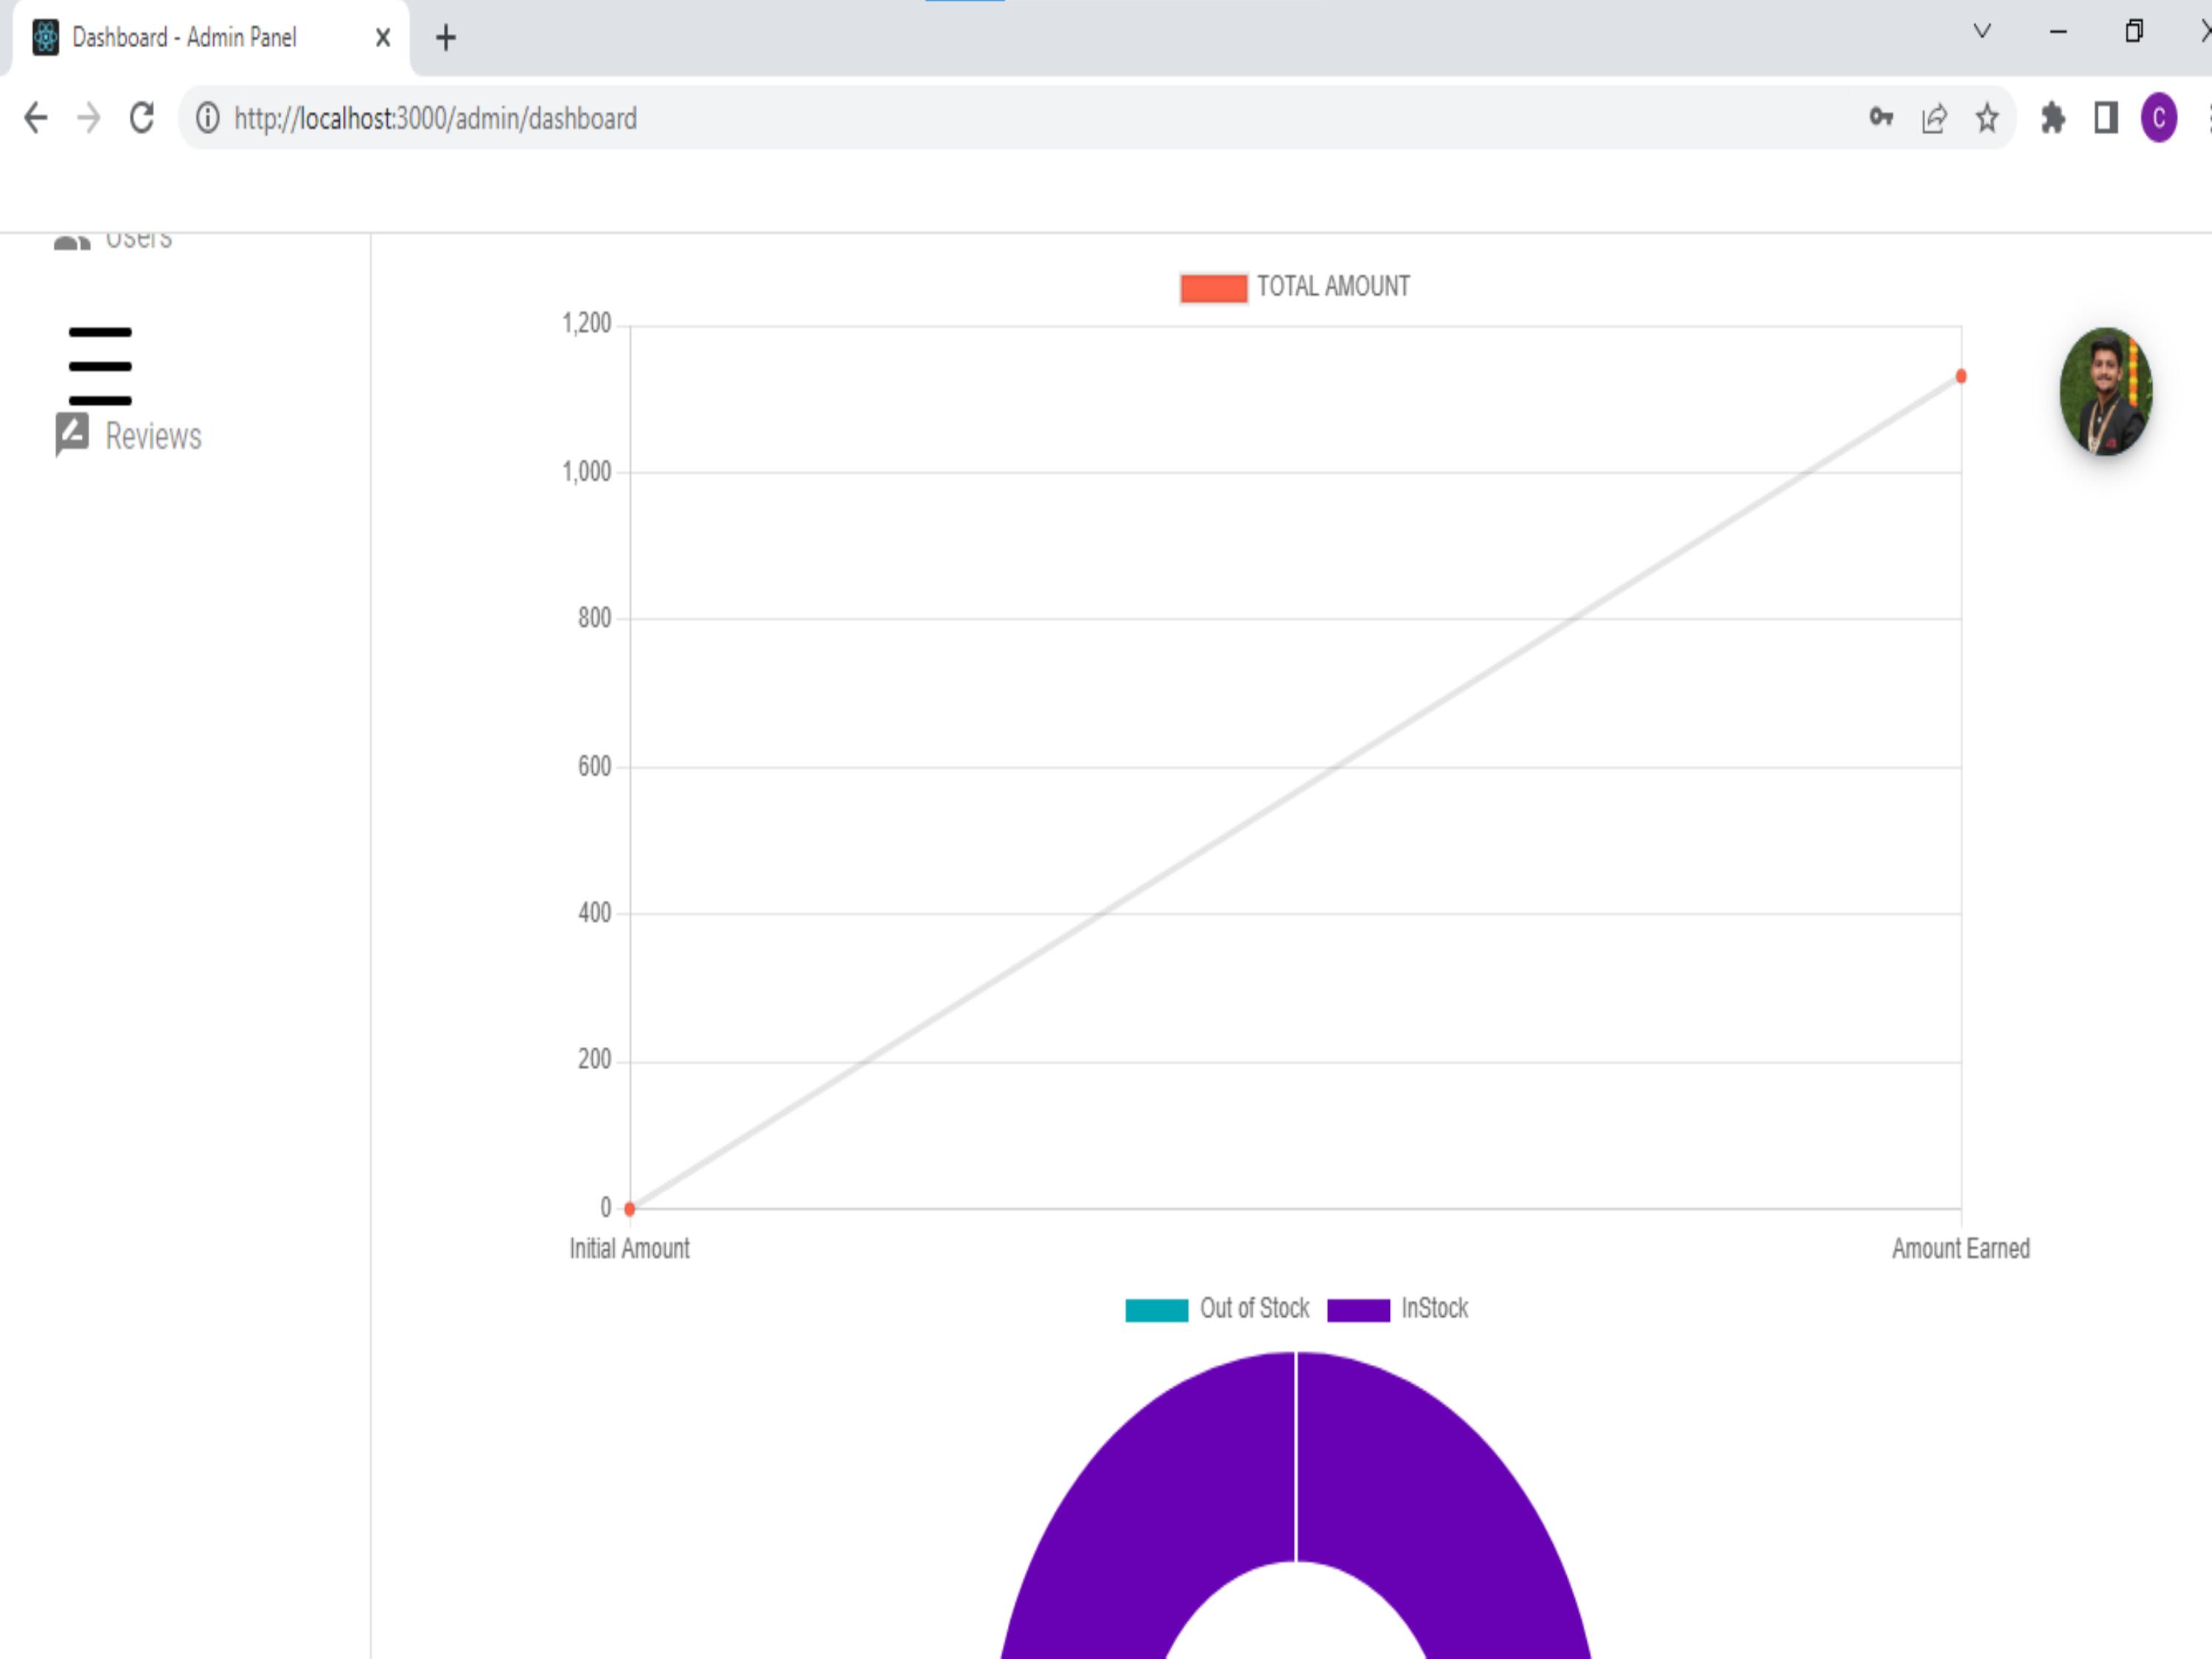 Dashboard - Admin Panel
http://localhost:3000/admin/dashboard
C
Users
TOTAL AMOUNT
1,200
Reviews
1,000
800
600
400
200
0
Initial Amount Amount Earned
Out of Stock InStock